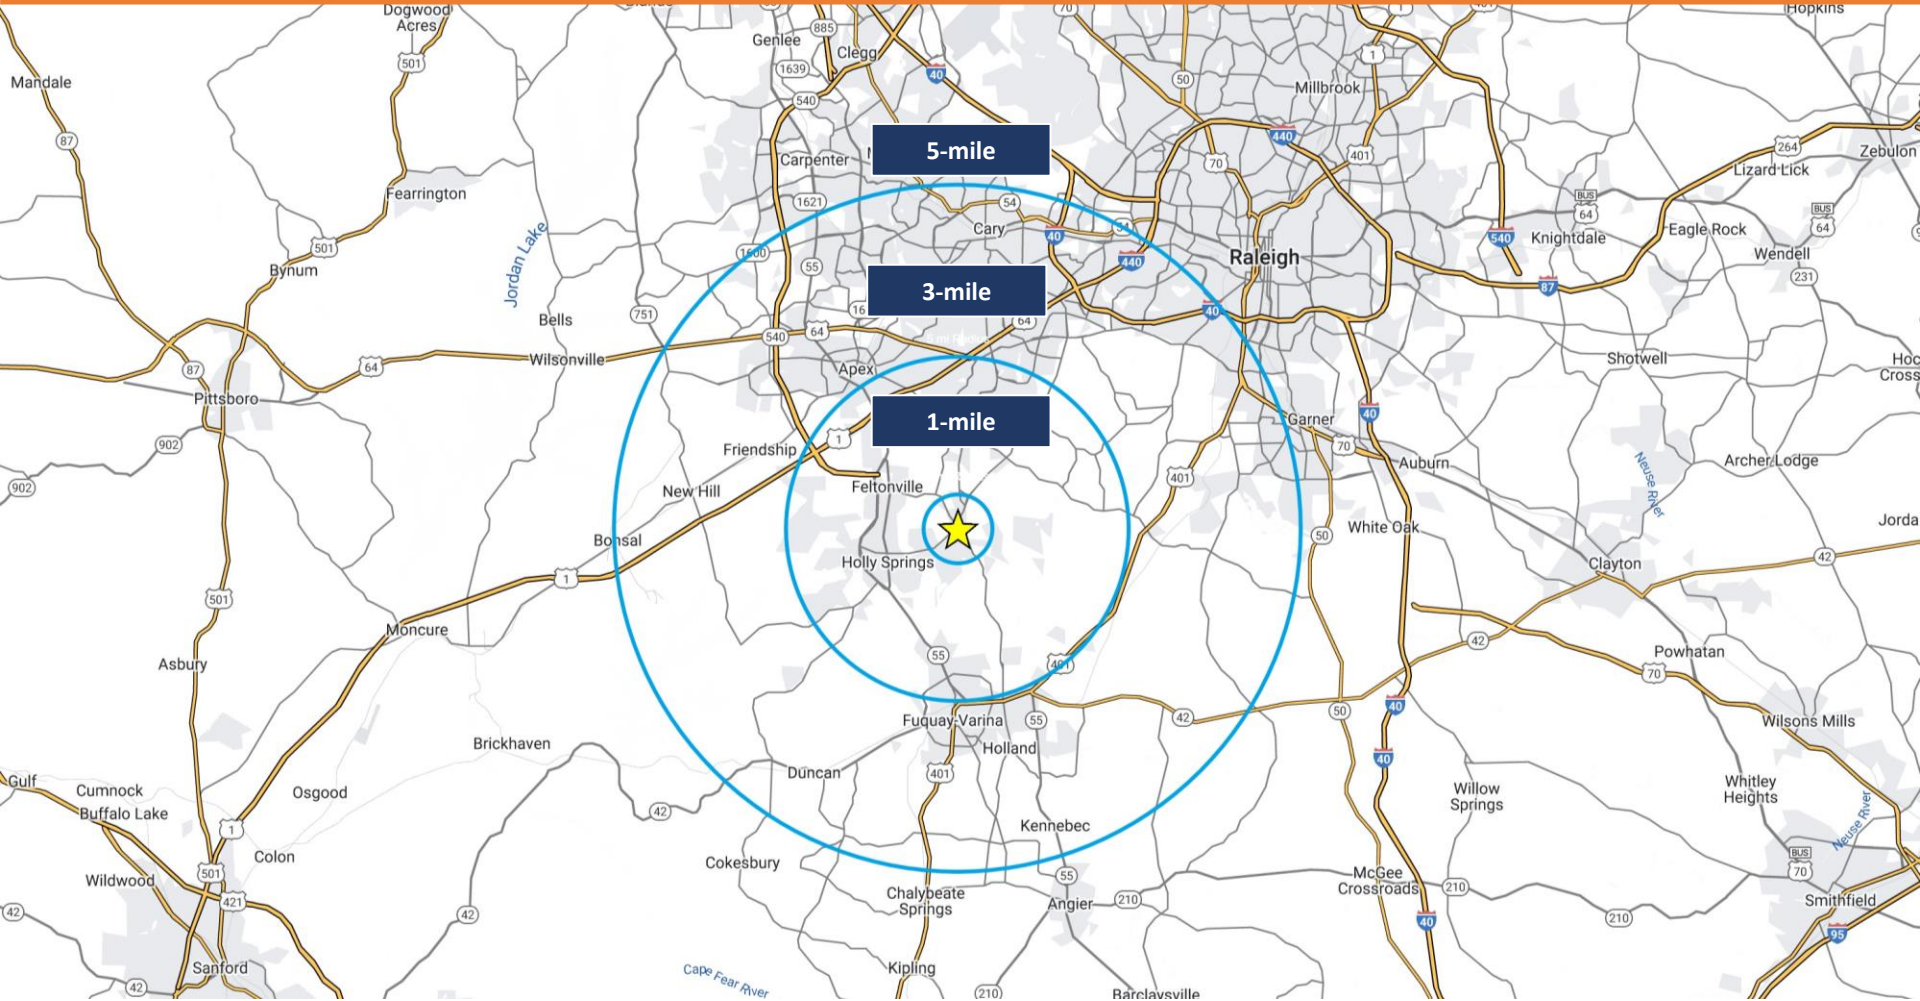 Dogwood
Acres
Hopkins
70
1
885
Genlee
Clegg
50
1
501
1639
40
Millbrook
Mandale
540
440
87
264
Zebulon
5-mile
401
Carpenter
70
Lizard Lick
Fearrington
BUS
64
1621
54
BUS
64
Cary
Eagle Rock
Jordan Lake
40
54
540
Knightdale
501
Wendell
Raleigh
440
55
Bynum
231
3-mile
87
40
751
Bells
64
64
540
Wilsonville
Shotwell
Hoc
Cross
87
64
Apex
Pittsboro
40
1-mile
Garner
902
1
70
Friendship
Auburn
Archer Lodge
902
401
Neuse River
Feltonville
New Hill
Jorda
White Oak
50
Bonsal
42
Holly Springs
Clayton
1
501
Moncure
42
Powhatan
55
Asbury
401
70
40
50
42
55
Fuquay-Varina
Wilsons Mills
Brickhaven
Holland
40
Duncan
401
Gulf
Cumnock
Osgood
Willow
Springs
Whitley
Heights
Buffalo Lake
42
Kennebec
Neuse River
1
Colon
BUS
70
Cokesbury
501
55
McGee
Crossroads
210
Wildwood
Chalybeate
Springs
421
Angier
210
Smithfield
42
42
210
40
95
Sanford
Kipling
Cape Fear River
42
210
Barclaysville